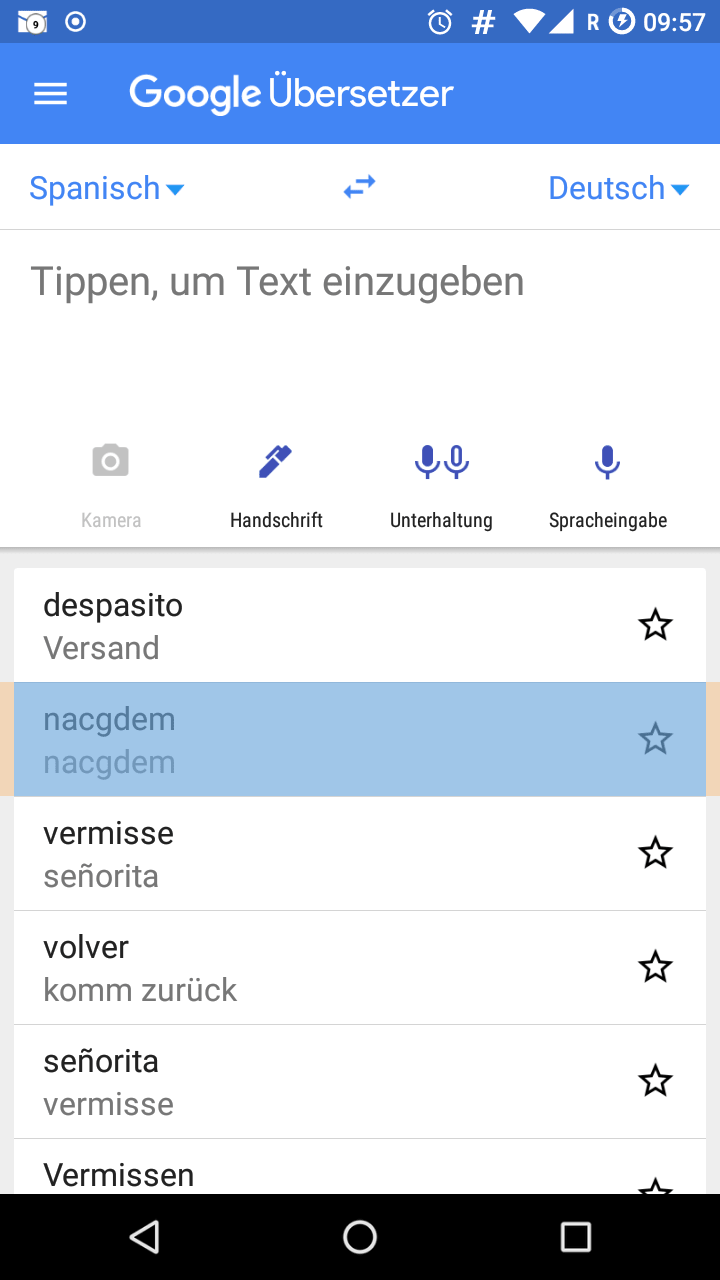 9
R 09:57
Google Übersetzer
Spanisch Deutsch
Tippen, um Text einzugeben
Kamera Handschrift Unterhaltung Spracheingabe
despasito
Versand
nacgdem
nacgdem
vermisse
señorita
volver
komm zurück
señorita
vermisse
Vermissen